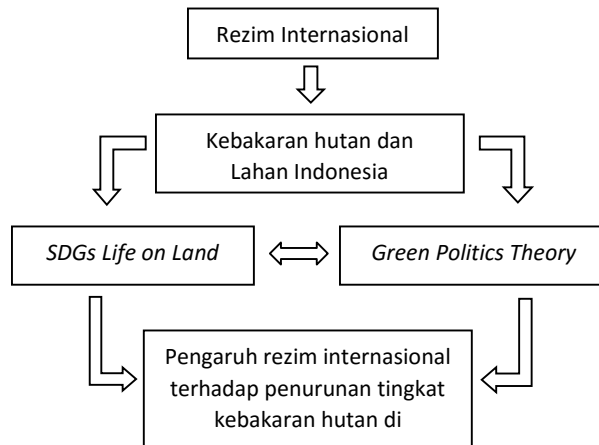 Rezim Internasional
Kebakaran hutan dan
Lahan Indonesia
SDGs Life on Land
Green Politics Theory
Pengaruh rezim internasional
terhadap penurunan tingkat
kebakaran hutan di